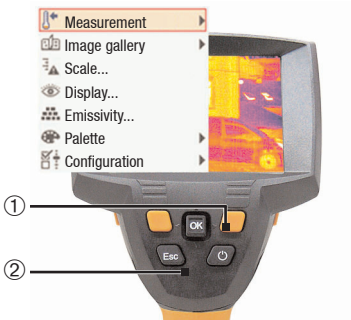 Measurement
Image gallery
Scale...
Display...
Emissivity...
Palette
Configuration
1
OK
Esc
2